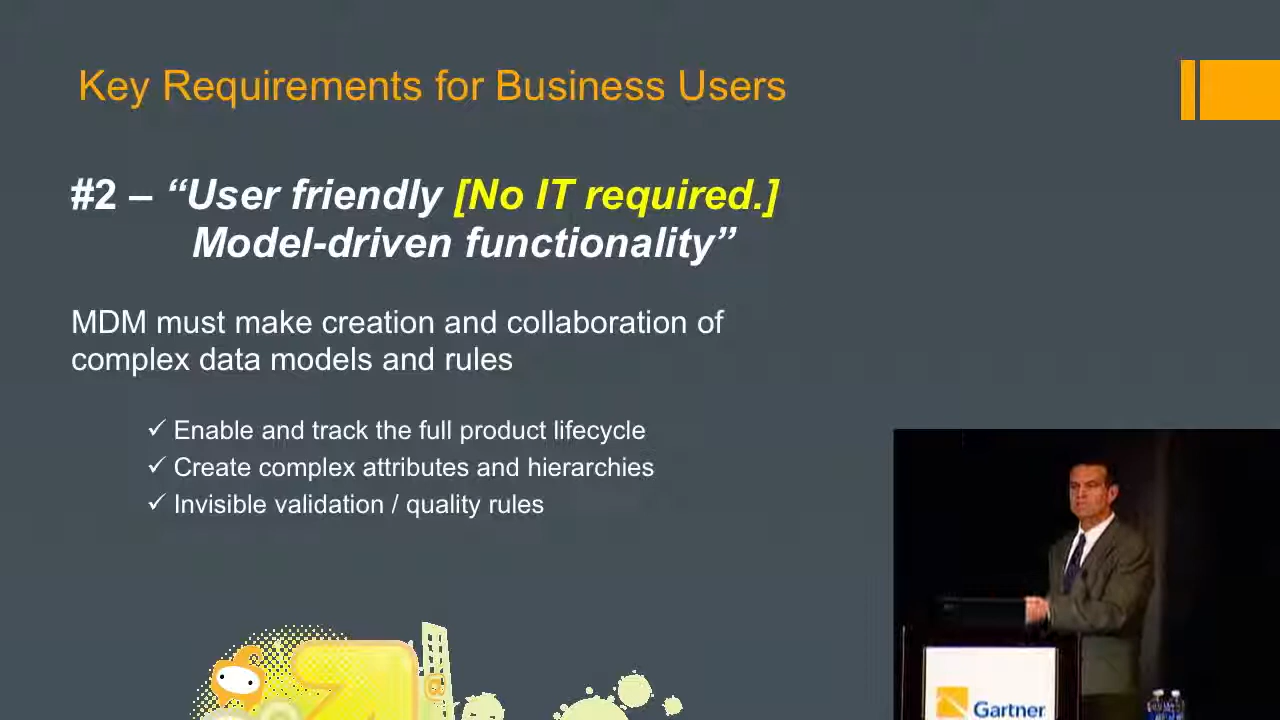 Key Requirements for Business Users
#2 – “User friendly [No IT required.]
Model-driven functionality”
MDM must make creation and collaboration of
complex data models and rules
✓ Enable and track the full product lifecycle
✓ Create complex attributes and hierarchies
✓ Invisible validation / quality rules
@
Gartner